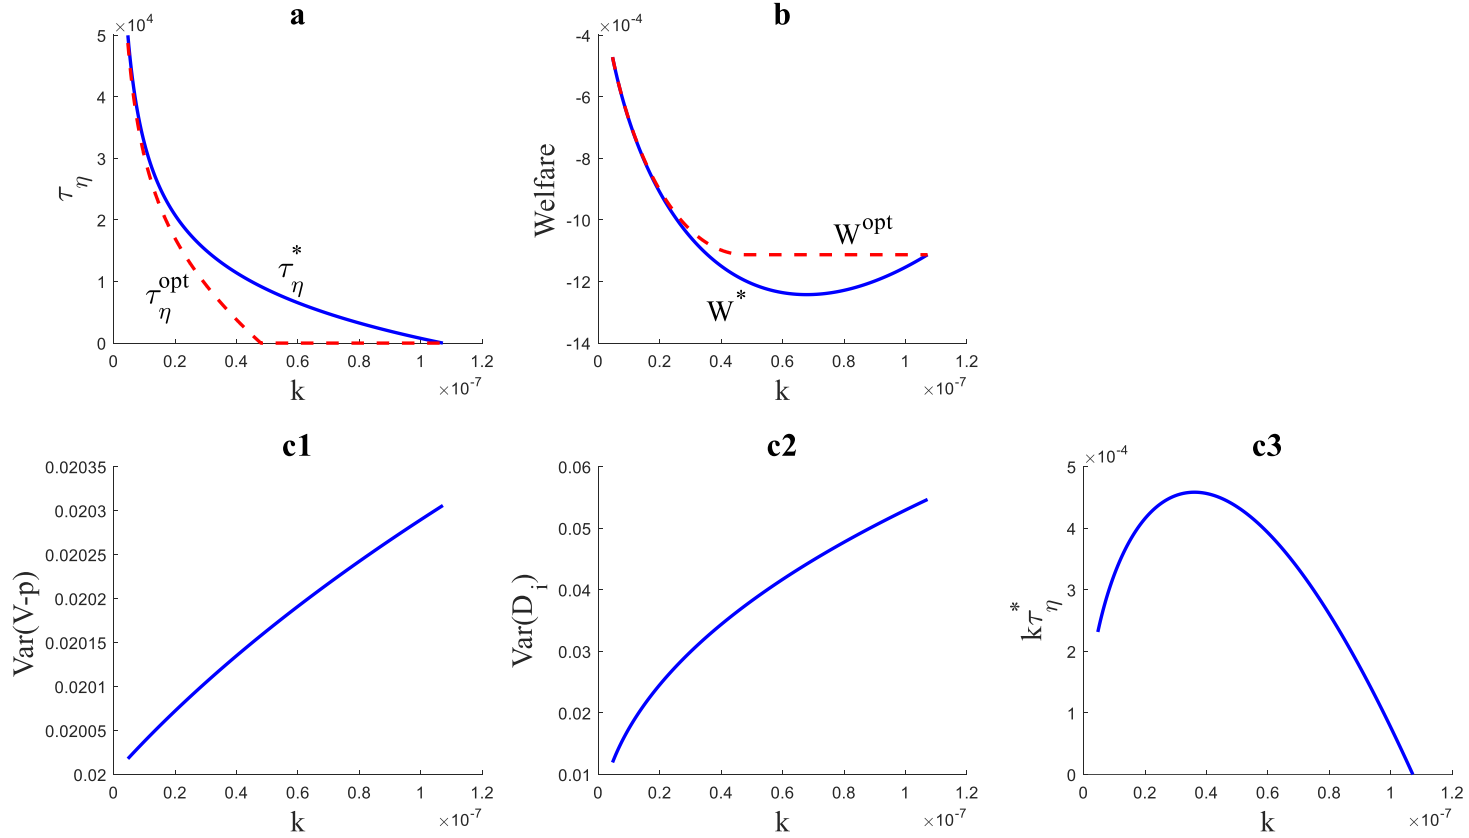 a
×10⁴
5
4
3
2
1
0
τ_η
τ_η^opt
τ_η^*
0 0.2 0.4 0.6 0.8 1 1.2
×10⁻⁷
k
b
×10⁻⁴
-4
-6
-8
-10
-12
-14
Welfare
W^opt
W^*
0 0.2 0.4 0.6 0.8 1 1.2
×10⁻⁷
k
c1
0.02035
0.0203
0.02025
0.0202
0.02015
0.0201
0.02005
0.02
Var(V-p)
0 0.2 0.4 0.6 0.8 1 1.2
×10⁻⁷
k
c2
0.06
0.05
0.04
0.03
0.02
0.01
Var(D_i)
0 0.2 0.4 0.6 0.8 1 1.2
×10⁻⁷
k
c3
×10⁻⁴
5
4
3
2
1
0
kτ_η^*
0 0.2 0.4 0.6 0.8 1 1.2
×10⁻⁷
k